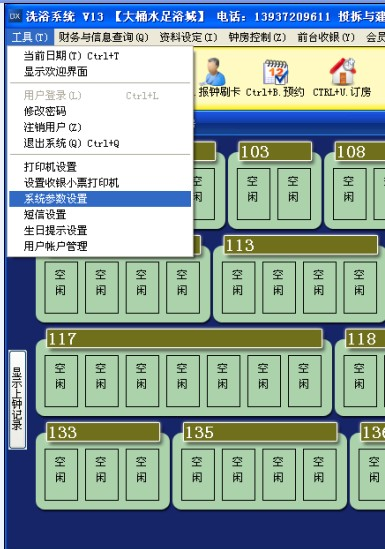 洗浴系统 V13 【大桶水足浴城】 电话: 13937209611 投拆与建
工具(T) 财务与信息查询(Q) 资料设定(I) 钟房控制(Z) 前台收银(Y) 会员
当前日期(T) Ctrl+T
显示欢迎界面
用户登录(L) Ctrl+L
修改密码
注销用户(Z)
退出系统(Q) Ctrl+Q
打印机设置
设置收银小票打印机
系统参数设置
短信设置
生日提示设置
用户帐户管理
报钟刷卡 Ctrl+B.预约 CTRL+U.订房
103 108
空闲 空闲 空闲 空闲 空闲
113
空闲 空闲 空闲 空闲 空闲 空闲 空闲 空闲
117 118
空闲 空闲 空闲 空闲 空闲 空闲 空闲 空闲
显示上钟记录
133 135 136
空闲 空闲 空闲 空闲 空闲 空闲 空闲 空闲